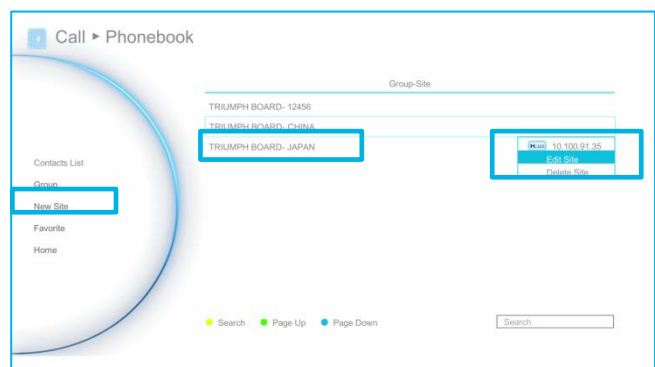 Call ► Phonebook
Group-Site
TRIUMPH BOARD- 12456
TRIUMPH BOARD- CHINA
TRIUMPH BOARD- JAPAN
10.100.91.35
Edit Site
Delete Site
Contacts List
Group
New Site
Favorite
Home
Search
Page Up
Page Down
Search